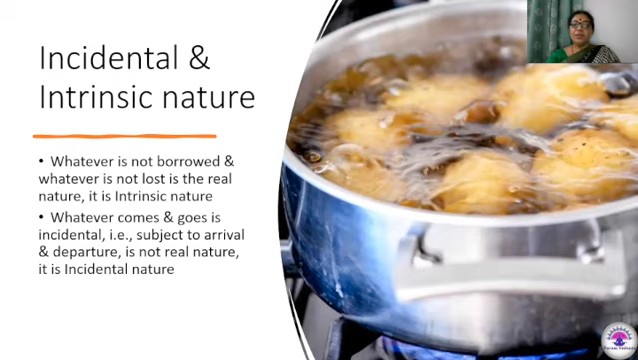 Incidental &
Intrinsic nature
• Whatever is not borrowed &
whatever is not lost is the real
nature, it is Intrinsic nature
• Whatever comes & goes is
incidental, i.e., subject to arrival
& departure, is not real nature,
it is Incidental nature